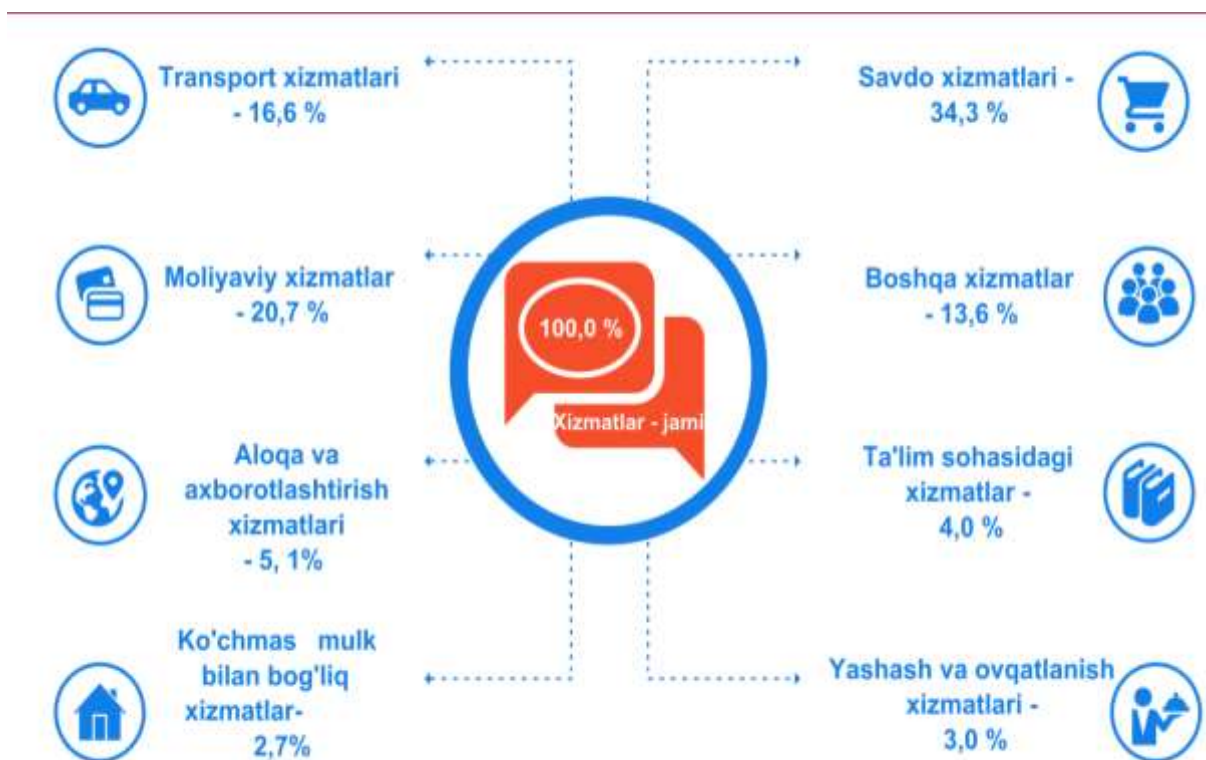 Transport xizmatlari
- 16,6 %
Savdo xizmatlari -
34,3 %
Moliyaviy xizmatlar
- 20,7 %
Boshqa xizmatlar
- 13,6 %
100,0 %
Xizmatlar - jami
Aloqa va
axborotlashtirish
xizmatlari
- 5, 1%
Ta'lim sohasidagi
xizmatlar -
4,0 %
Ko'chmas mulk
bilan bog'liq
xizmatlar-
2,7%
Yashash va ovqatlanish
xizmatlari -
3,0 %